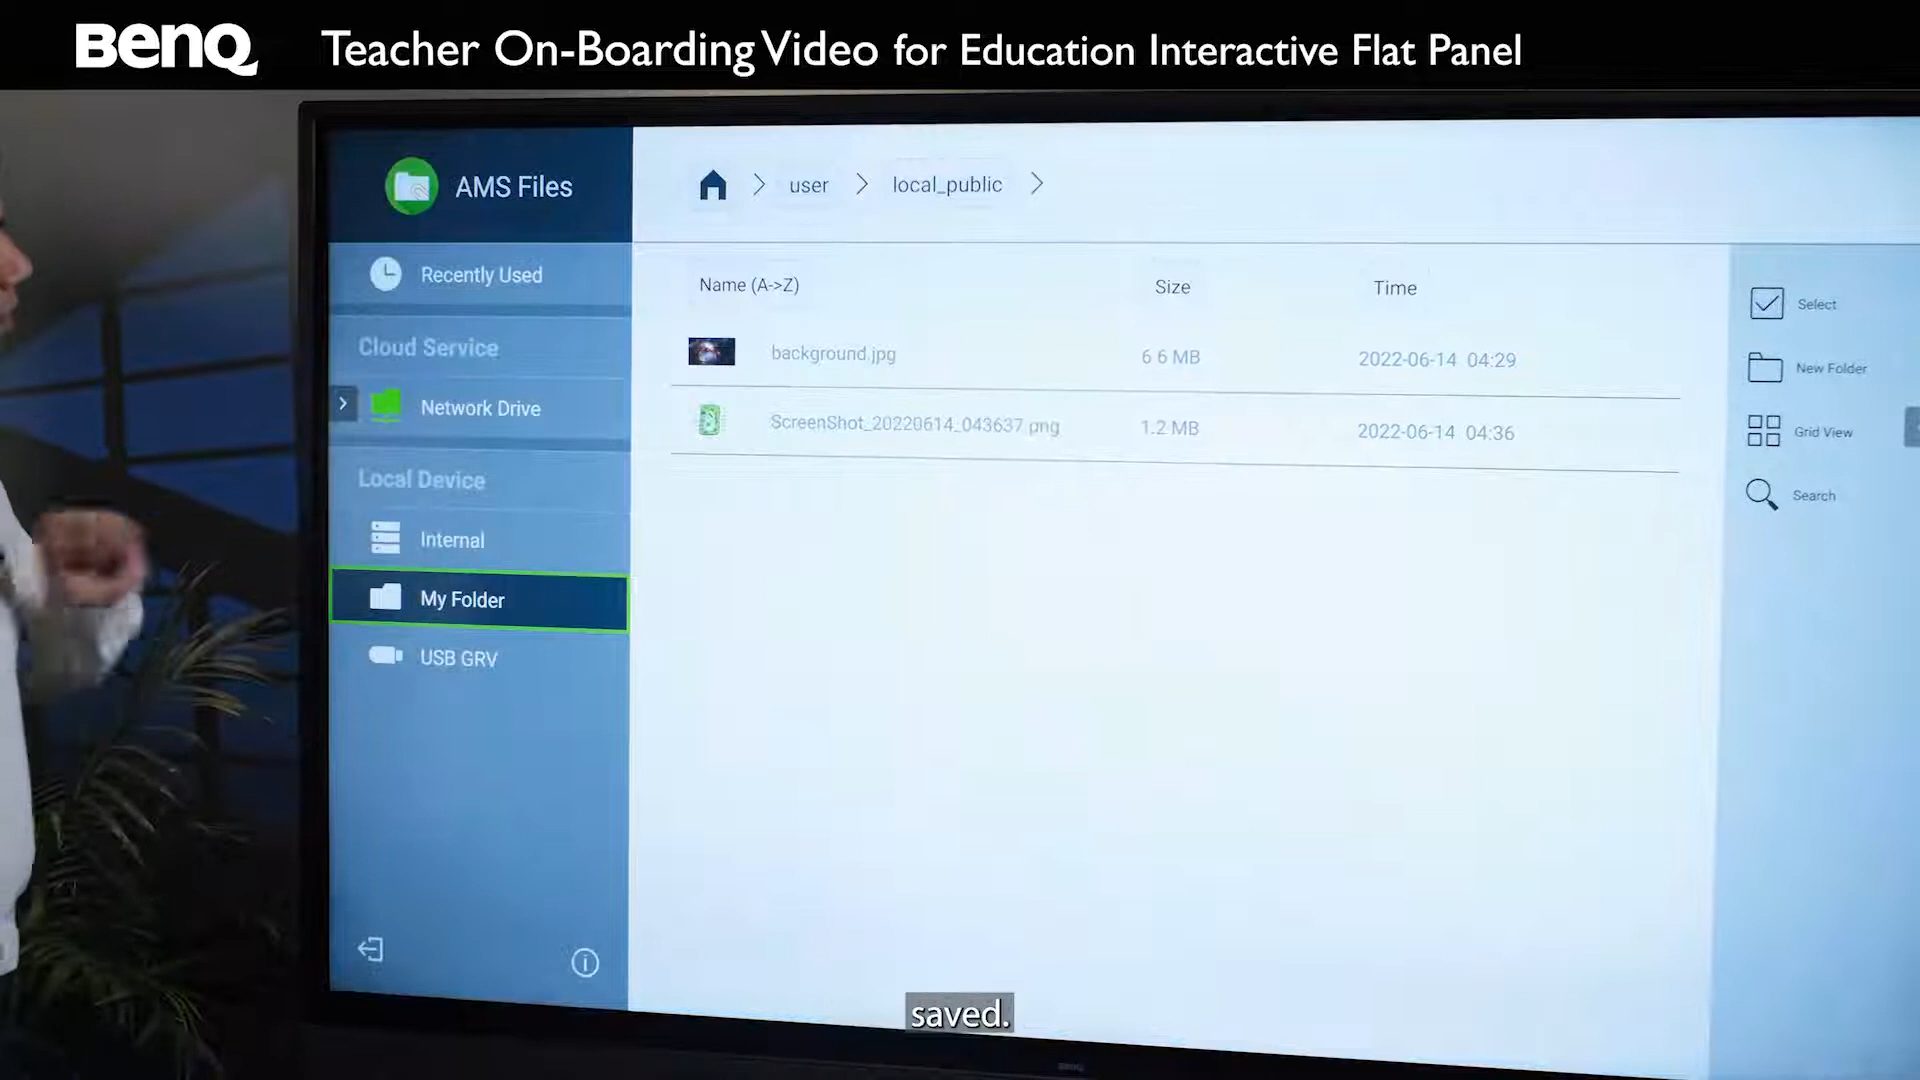 BenQ Teacher On-Boarding Video for Education Interactive Flat Panel
AMS Files
user
local_public
Recently Used
Cloud Service
Network Drive
Local Device
Internal
My Folder
USB GRV
Name (A->Z) Size Time
background.jpg 6 6 MB 2022-06-14 04:29
ScreenShot_20220614_043637 png 1.2 MB 2022-06-14 04:36
Select
New Folder
Grid View
Search
saved.
BenQ